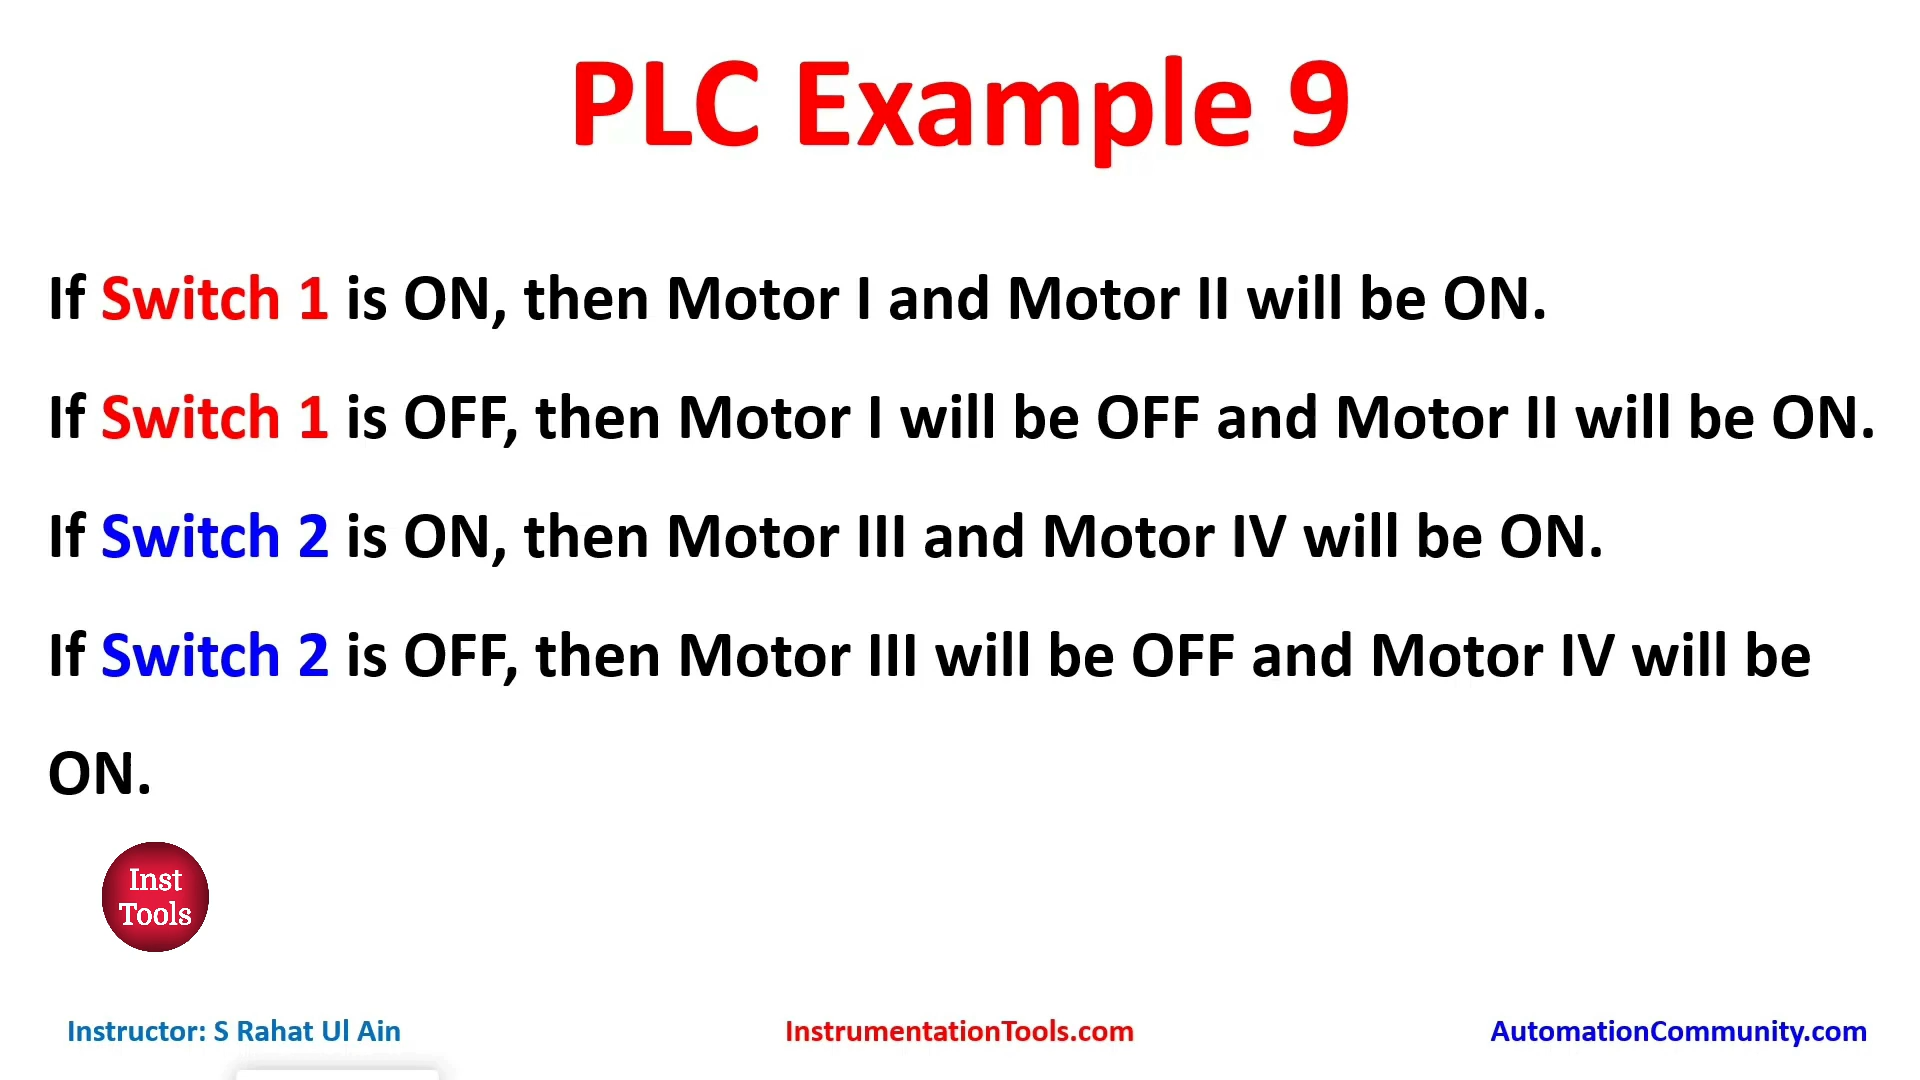 PLC Example 9
If Switch 1 is ON, then Motor I and Motor II will be ON.
If Switch 1 is OFF, then Motor I will be OFF and Motor II will be ON.
If Switch 2 is ON, then Motor III and Motor IV will be ON.
If Switch 2 is OFF, then Motor III will be OFF and Motor IV will be
ON.
Inst
Tools
Instructor: S Rahat Ul Ain
InstrumentationTools.com
AutomationCommunity.com